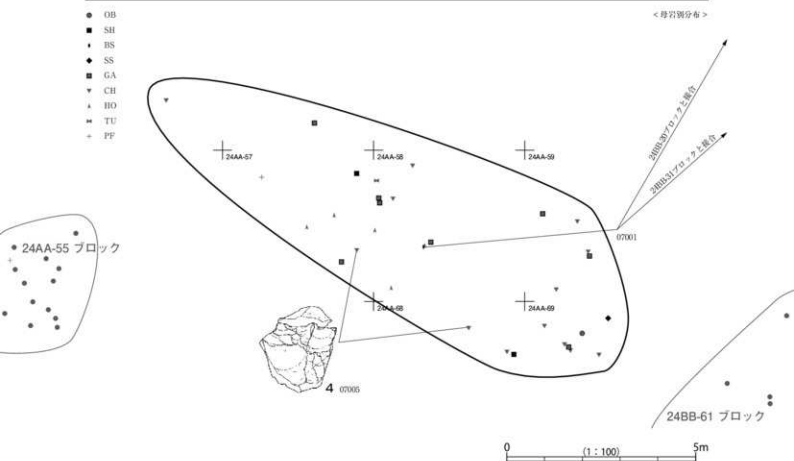 OB
SH
BS
SS
GA
CH
HO
TU
PF
< 母岩別分布 >
24BB-20ブロックと接合
24BB-31ブロックと接合
24AA-57
24AA-58
24AA-59
07001
24AA-55 ブロック
24AA-68
24AA-69
4 07005
24BB-61 ブロック
0 (1:100) 5m